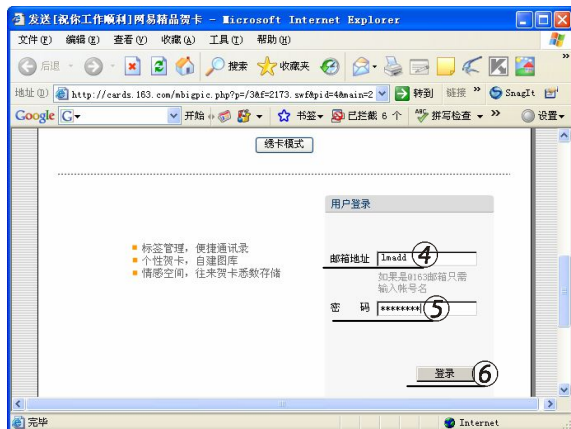 发送[祝你工作顺利]网易精品贺卡 - Microsoft Internet Explorer
文件(F) 编辑(E) 查看(V) 收藏(A) 工具(T) 帮助(H)
后退 搜索 收藏夹
地址(D) http://cards.163.com/mbigpic.php?p=/3&f=2173.swf&pid=4&main=2 转到 链接 » SnagIt
Google G 开始 书签 已拦截 6 个 拼写检查 » 设置
绣卡模式
用户登录
标签管理，便捷通讯录
个性贺卡，自建图库
情感空间，往来贺卡悉数存储
邮箱地址 lmadd ④
如果是@163邮箱只需
输入帐号名
密 码 ******** ⑤
登录 ⑥
完毕 Internet